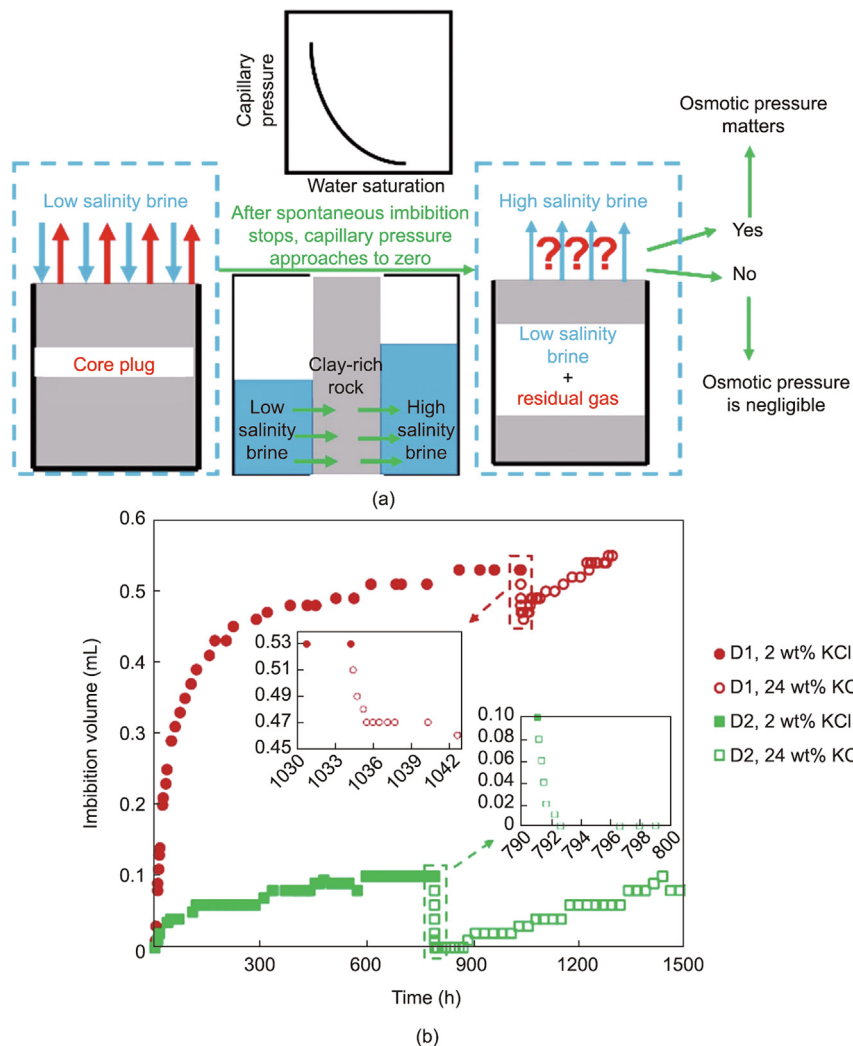 Capillary
pressure
Water saturation
Low salinity brine
After spontaneous imbibition
stops, capillary pressure
approaches to zero
High salinity brine
Osmotic pressure
matters
Yes
???
No
Core plug
Clay-rich
rock
Low
salinity
brine
High
salinity
brine
Low salinity
brine
+
residual gas
Osmotic pressure
is negligible
(a)
Imbibition volume (mL)
0.6
0.5
0.4
0.3
0.2
0.1
0
0.53
0.51
0.49
0.47
0.45
1030
1033
1036
1039
1042
0.10
0.08
0.06
0.04
0.02
0
790
792
794
796
798
800
D1, 2 wt% KCl
D1, 24 wt% KC
D2, 2 wt% KCl
D2, 24 wt% KC
300
600
900
1200
1500
Time (h)
(b)